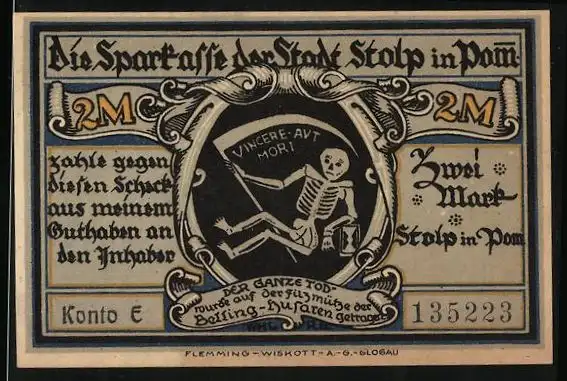 Die Sparkasse der Stadt Stolp in Pom̄
2M
2M
VINCERE-AVT
MORI
zahle gegen
diesen Scheck
aus meinem
Guthaben an
den Inhaber
Zwei
Mark
Stolp in Pom
DER GANZE TOD-
wurde auf der Filzmütze der
Belling-Husaren getragen
Konto E
135223
FLEMMING-WISKOTT-A.-G.-GLOGAU